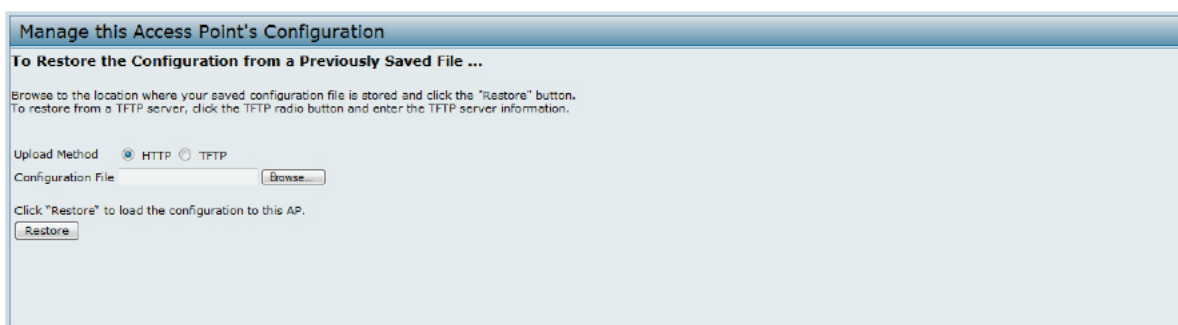 Manage this Access Point's Configuration
To Restore the Configuration from a Previously Saved File ...
Browse to the location where your saved configuration file is stored and click the "Restore" button.
To restore from a TFTP server, click the TFTP radio button and enter the TFTP server information.
Upload Method HTTP TFTP
Configuration File Browse...
Click "Restore" to load the configuration to this AP.
Restore